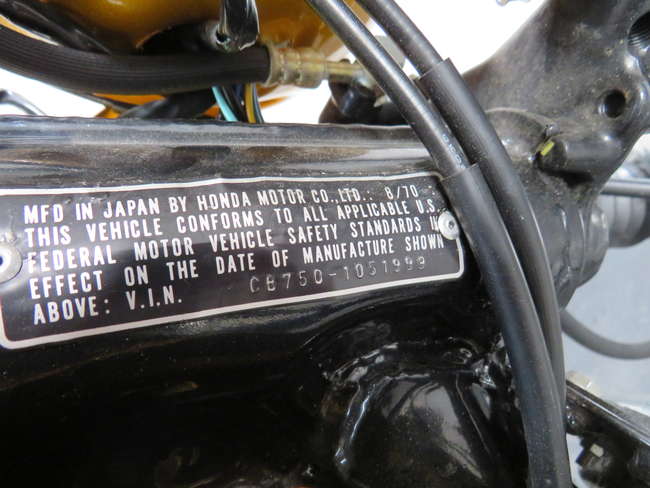 MFD IN JAPAN BY HONDA MOTOR CO.,LTD.: 8/70
THIS VEHICLE CONFORMS TO ALL APPLICABLE U.S.
FEDERAL MOTOR VEHICLE SAFETY STANDARDS
EFFECT ON THE DATE OF MANUFACTURE SHOWN
ABOVE: V.I.N. CB750-1051999